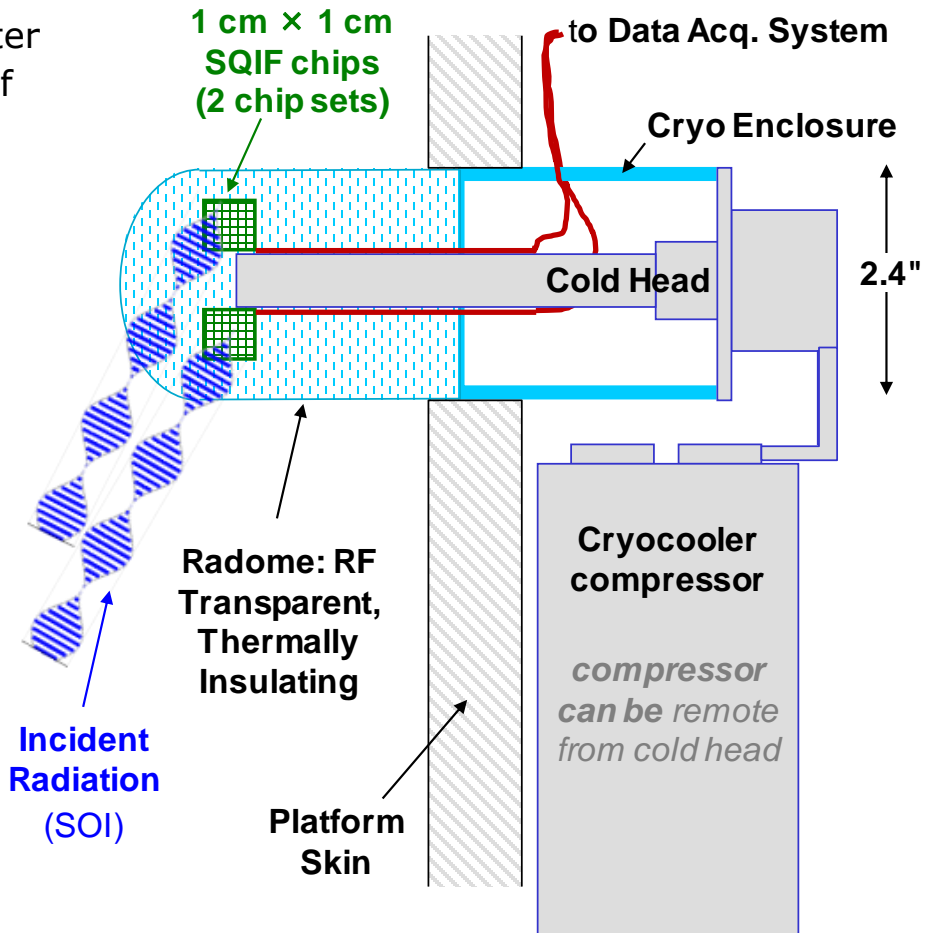 1 cm × 1 cm
SQIF chips
(2 chip sets)
to Data Acq. System
Cryo Enclosure
2.4"
Cold Head
Radome: RF
Transparent,
Thermally
Insulating
Cryocooler
compressor
compressor
can be remote
from cold head
Incident
Radiation
(SOI)
Platform
Skin